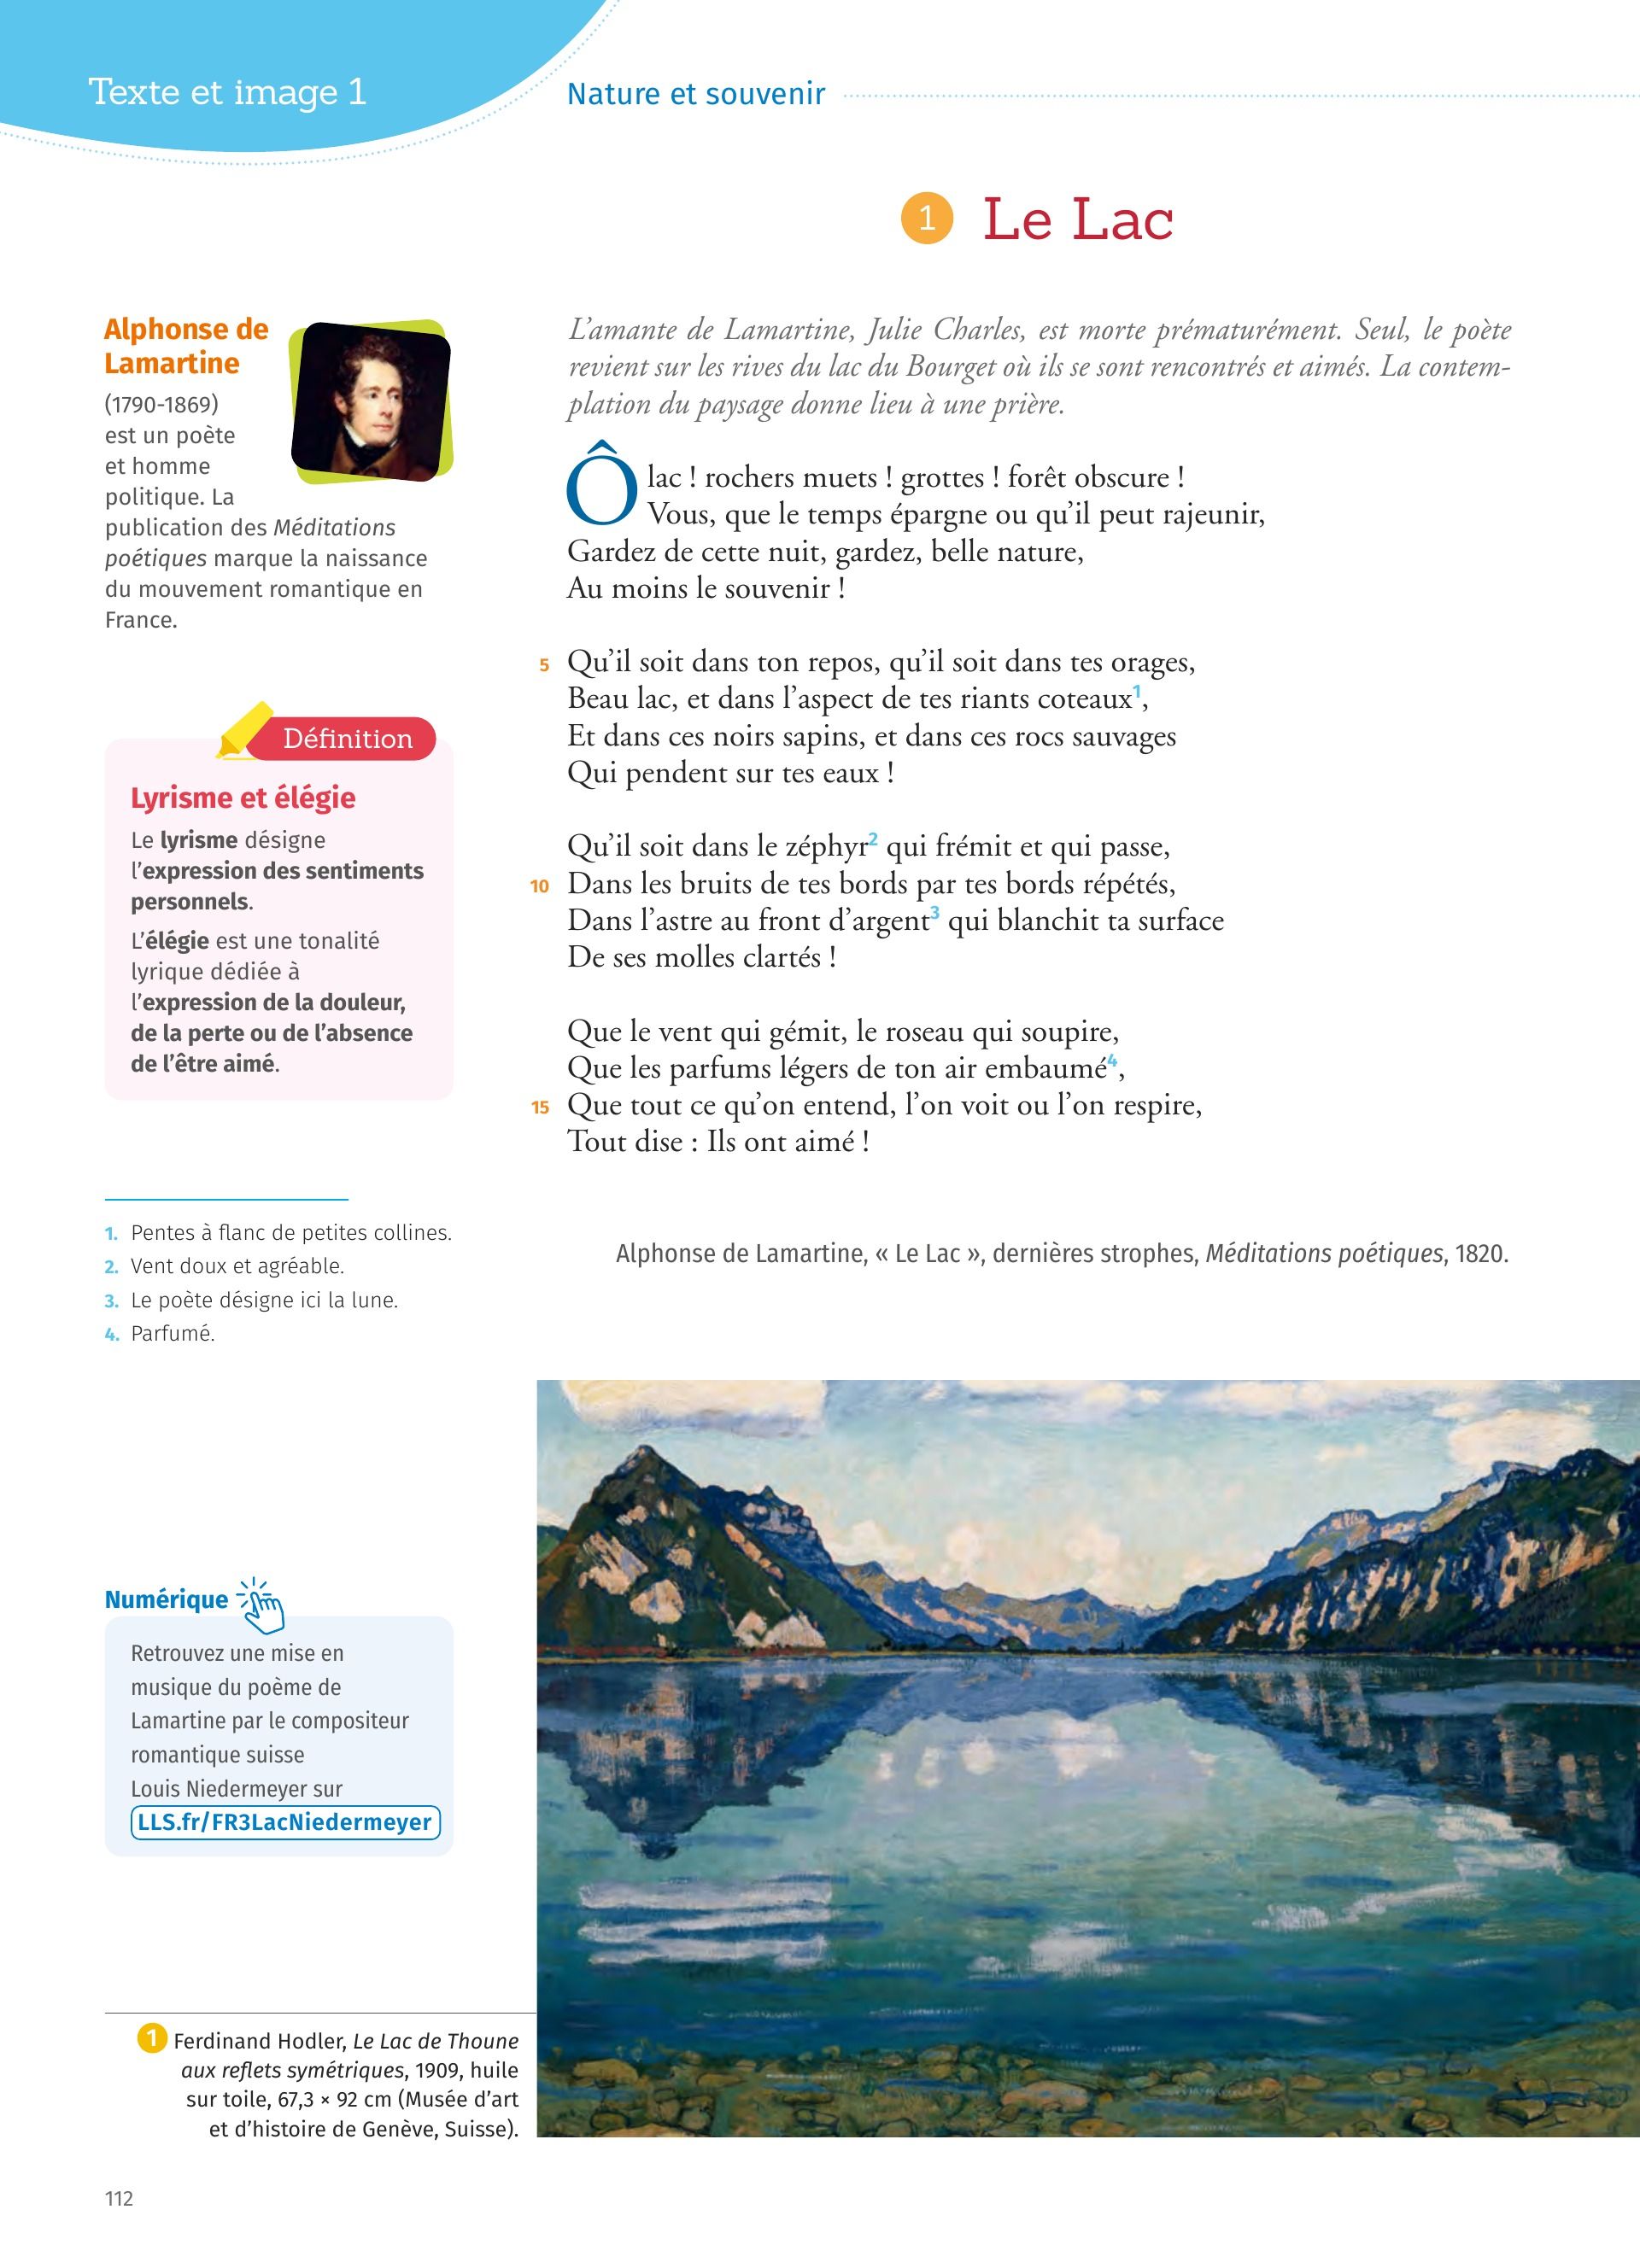 Texte et image 1
Nature et souvenir
1 Le Lac
Alphonse de
Lamartine
(1790-1869)
est un poète
et homme
politique. La
publication des Méditations
poétiques marque la naissance
du mouvement romantique en
France.
Définition
Lyrisme et élégie
Le lyrisme désigne
l’expression des sentiments
personnels.
L’élégie est une tonalité
lyrique dédiée à
l’expression de la douleur,
de la perte ou de l’absence
de l’être aimé.
1. Pentes à flanc de petites collines.
2. Vent doux et agréable.
3. Le poète désigne ici la lune.
4. Parfumé.
L’amante de Lamartine, Julie Charles, est morte prématurément. Seul, le poète
revient sur les rives du lac du Bourget où ils se sont rencontrés et aimés. La contem-
plation du paysage donne lieu à une prière.
Ô lac ! rochers muets ! grottes ! forêt obscure !
Vous, que le temps épargne ou qu’il peut rajeunir,
Gardez de cette nuit, gardez, belle nature,
Au moins le souvenir !
5 Qu’il soit dans ton repos, qu’il soit dans tes orages,
Beau lac, et dans l’aspect de tes riants coteaux1,
Et dans ces noirs sapins, et dans ces rocs sauvages
Qui pendent sur tes eaux !
Qu’il soit dans le zéphyr2 qui frémit et qui passe,
10 Dans les bruits de tes bords par tes bords répétés,
Dans l’astre au front d’argent3 qui blanchit ta surface
De ses molles clartés !
Que le vent qui gémit, le roseau qui soupire,
Que les parfums légers de ton air embaumé4,
15 Que tout ce qu’on entend, l’on voit ou l’on respire,
Tout dise : Ils ont aimé !
Alphonse de Lamartine, « Le Lac », dernières strophes, Méditations poétiques, 1820.
Numérique
Retrouvez une mise en
musique du poème de
Lamartine par le compositeur
romantique suisse
Louis Niedermeyer sur
LLS.fr/FR3LacNiedermeyer
1 Ferdinand Hodler, Le Lac de Thoune
aux reflets symétriques, 1909, huile
sur toile, 67,3 × 92 cm (Musée d’art
et d’histoire de Genève, Suisse).
112